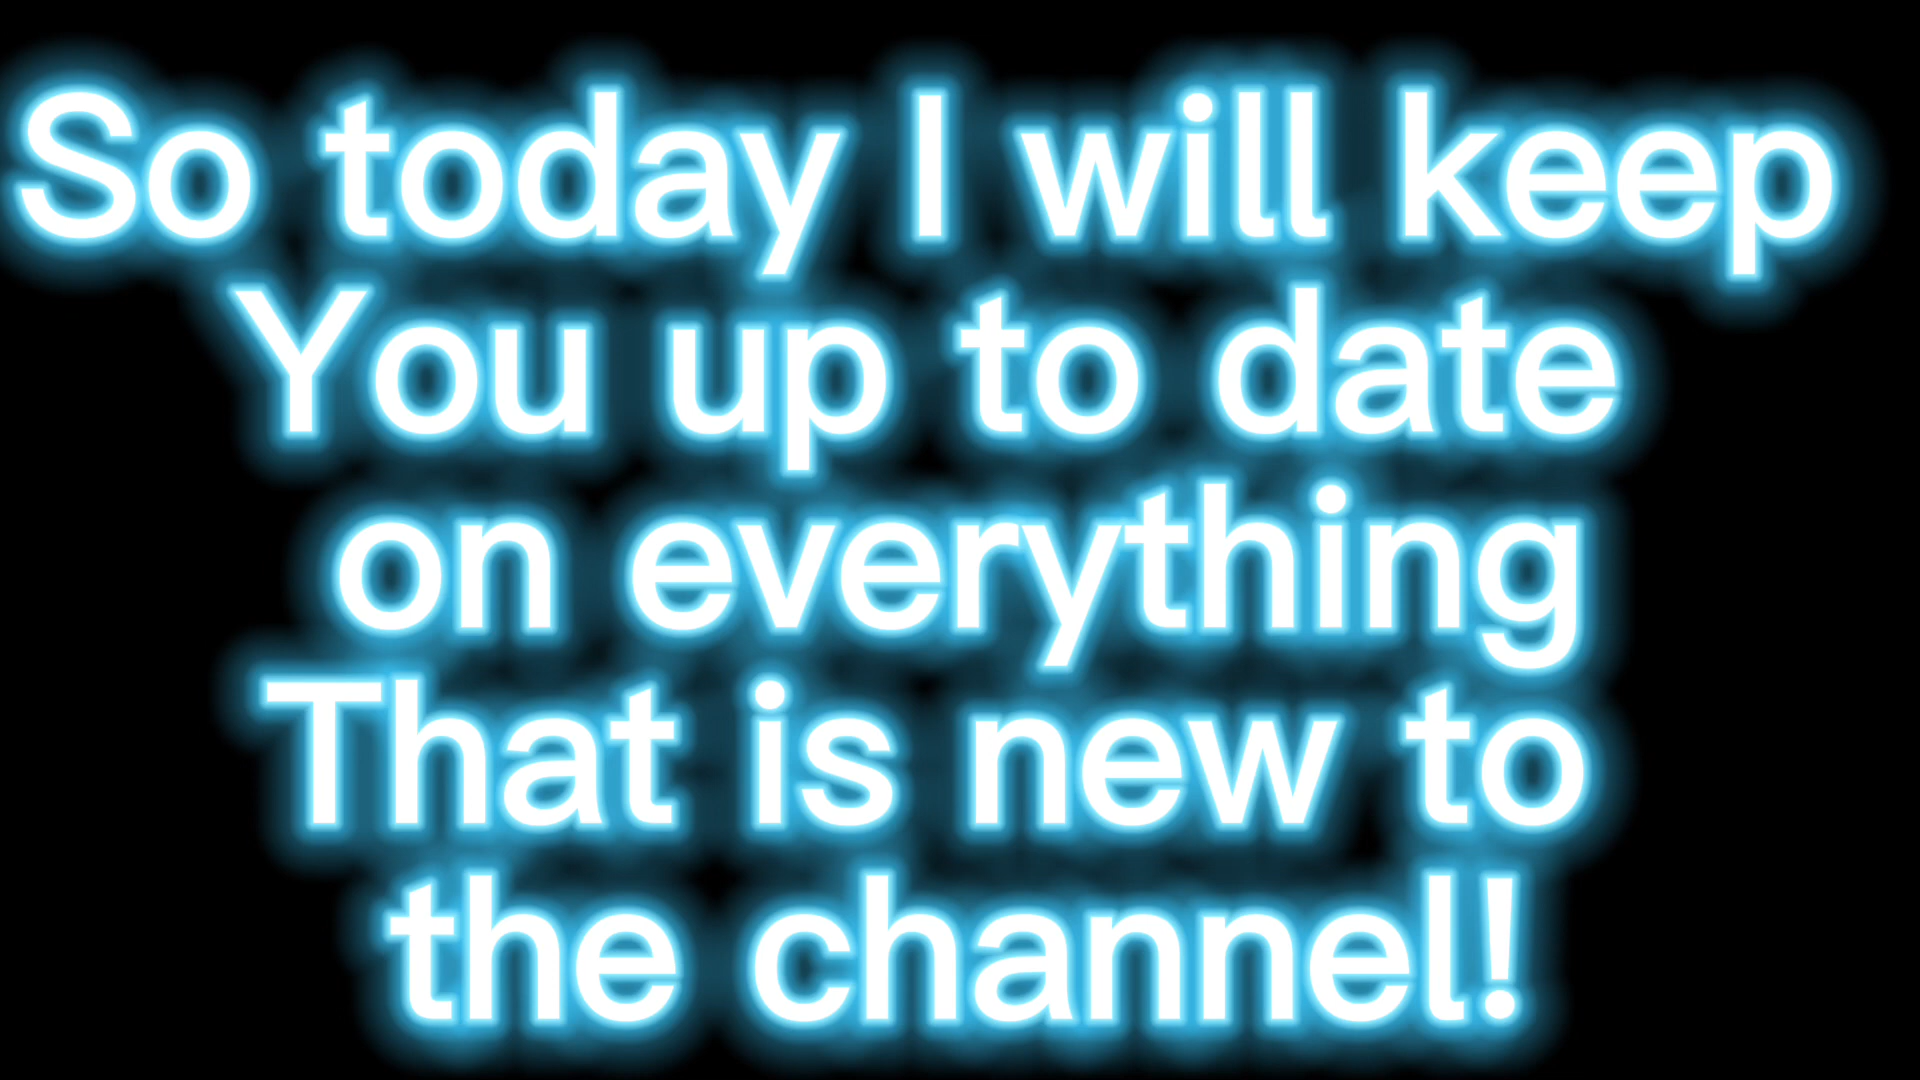 So today I will keep
You up to date
on everything
That is new to
the channel!